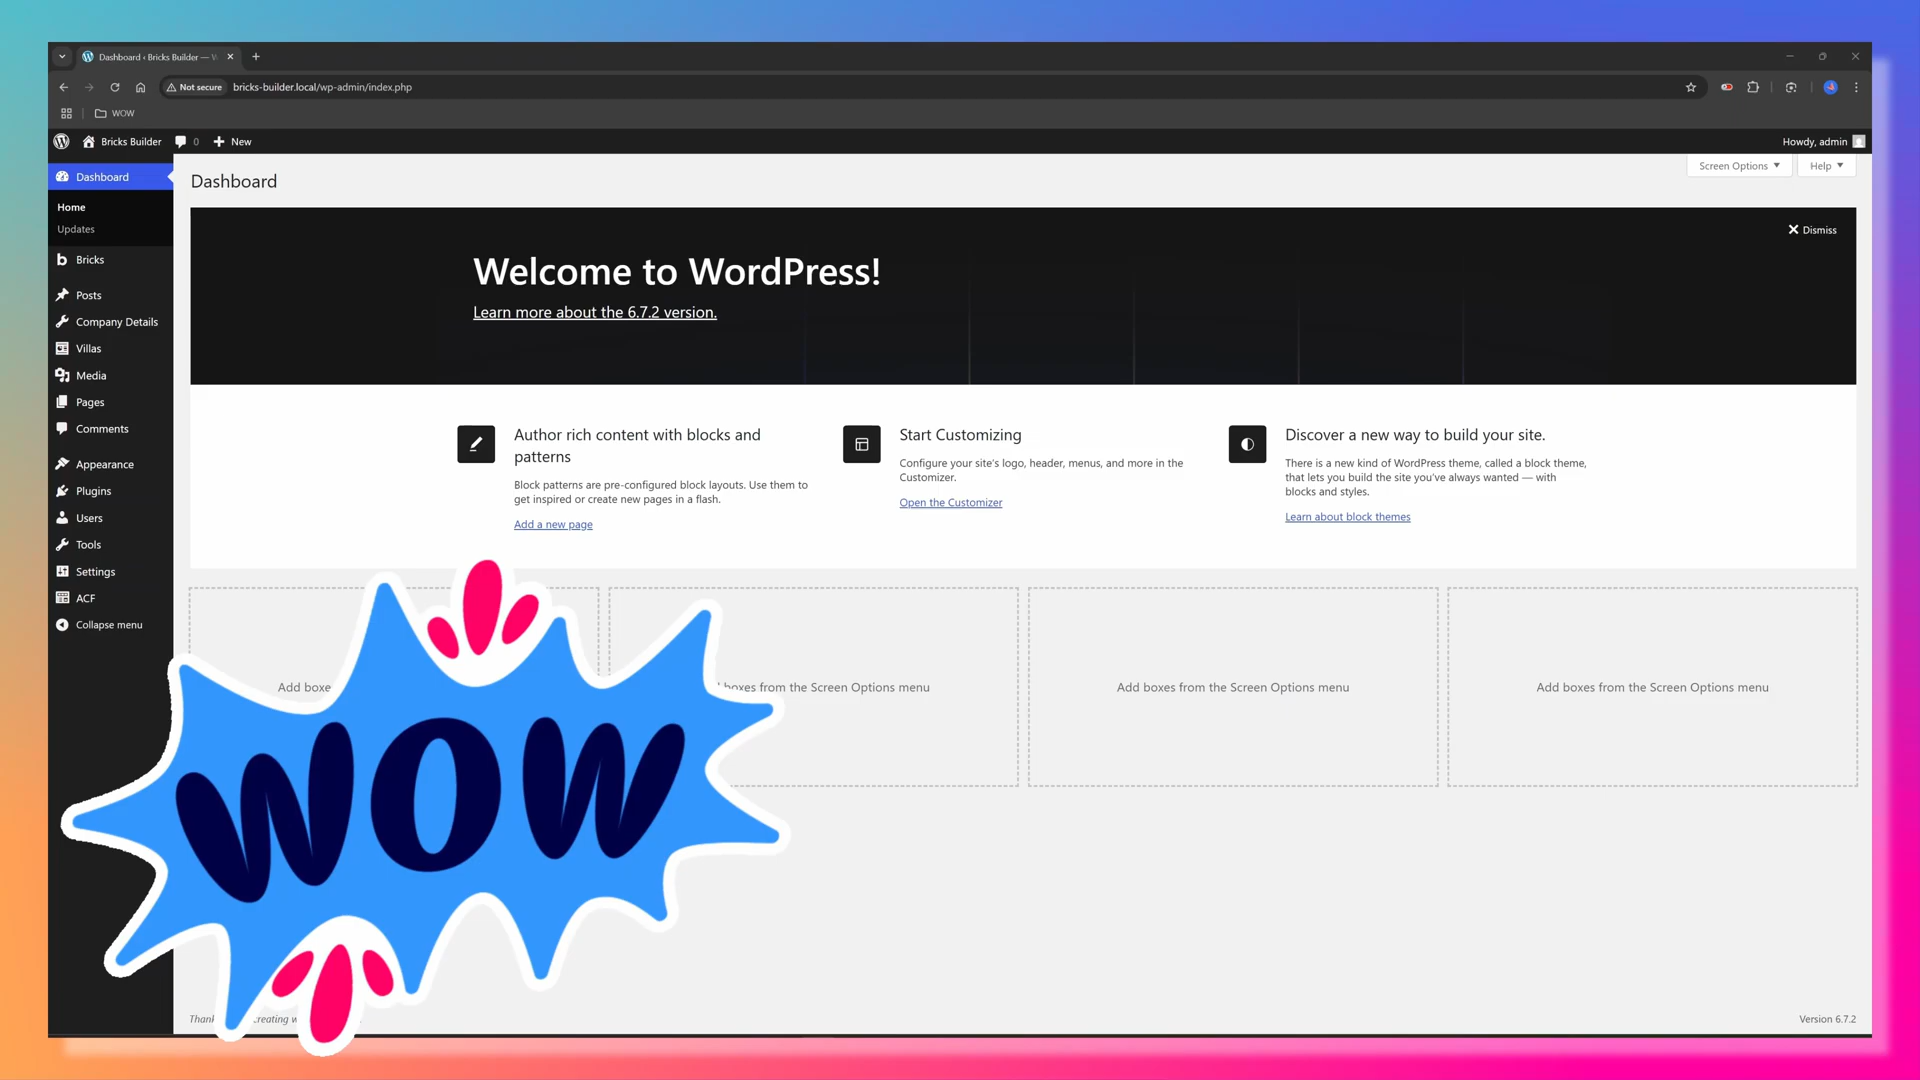 Dashboard ‹ Bricks Builder —
Not secure
bricks-builder.local/wp-admin/index.php
WOW
Bricks Builder
0
New
Howdy, admin
Dashboard
Home
Updates
Bricks
Posts
Company Details
Villas
Media
Pages
Comments
Appearance
Plugins
Users
Tools
Settings
ACF
Collapse menu
Dashboard
Screen Options
Help
Dismiss
Welcome to WordPress!
Learn more about the 6.7.2 version.
Author rich content with blocks and
patterns
Block patterns are pre-configured block layouts. Use them to
get inspired or create new pages in a flash.
Add a new page
Start Customizing
Configure your site's logo, header, menus, and more in the
Customizer.
Open the Customizer
Discover a new way to build your site.
There is a new kind of WordPress theme, called a block theme,
that lets you build the site you've always wanted — with
blocks and styles.
Learn about block themes
Add boxe
boxes from the Screen Options menu
Add boxes from the Screen Options menu
Add boxes from the Screen Options menu
WOW
Thank
creating w
Version 6.7.2